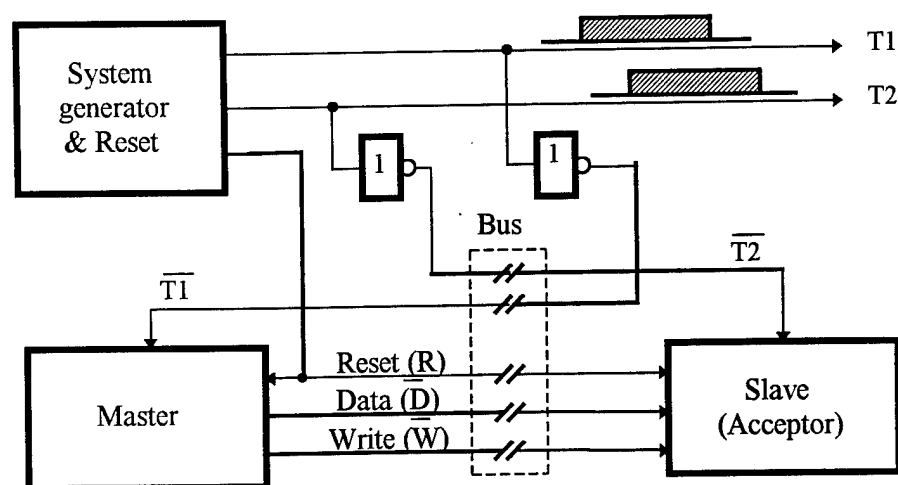 T1
System
generator
& Reset
T2
1
1
Bus
T̅2̅
T̅1̅
Reset (R)
Master
Data (D̅)
Slave
(Acceptor)
Write (W̅)